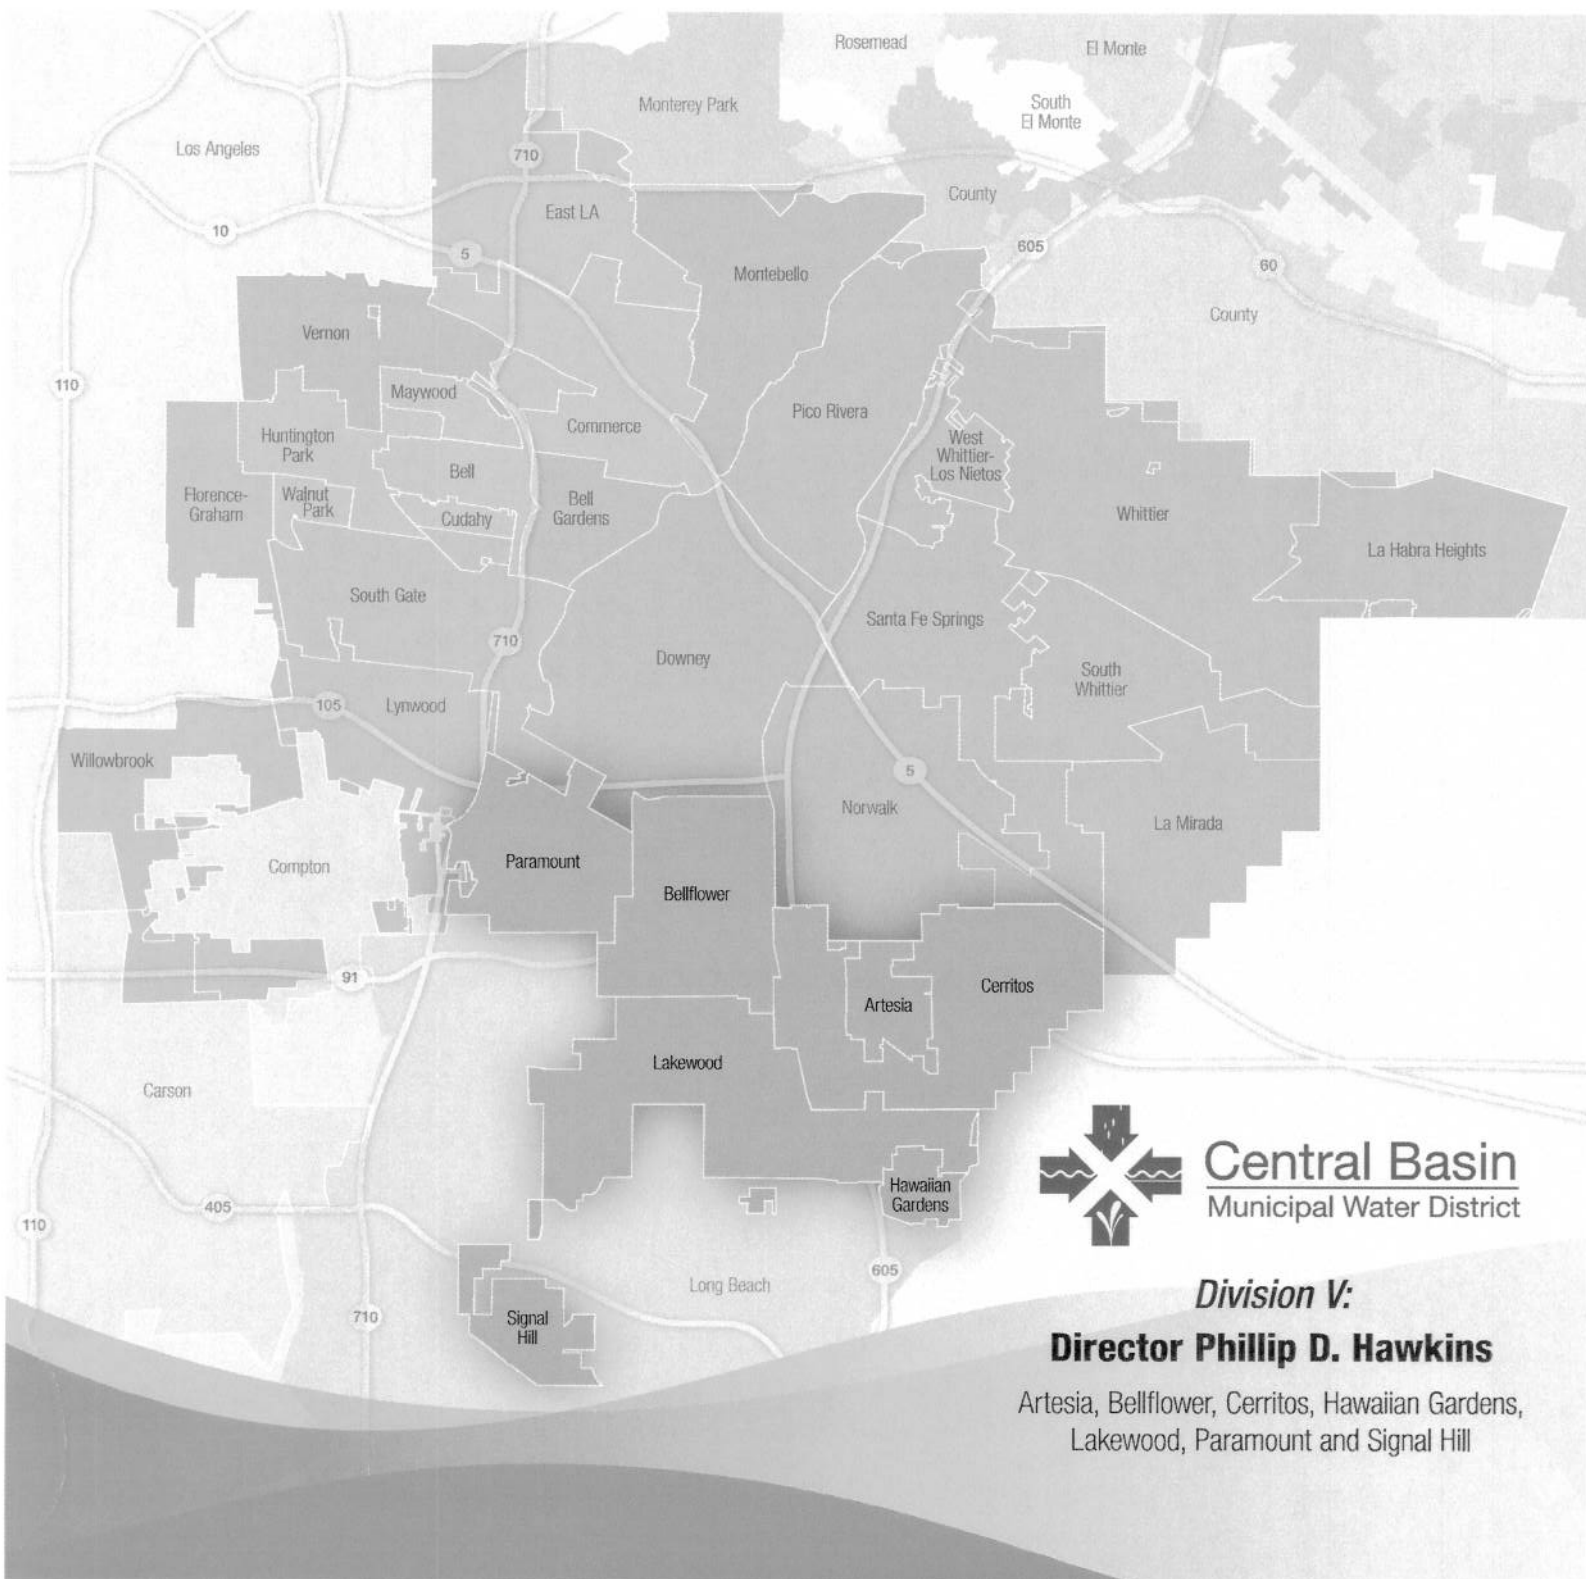 Rosemead
El Monte
Monterey Park
South
El Monte
Los Angeles
710
County
East LA
10
5
605
60
Montebello
County
Vernon
110
Maywood
Pico Rivera
Commerce
Huntington
Park
West
Whittier-
Los Nietos
Bell
Florence-
Graham
Walnut
Park
Bell
Gardens
Cudahy
Whittier
La Habra Heights
South Gate
Santa Fe Springs
710
Downey
South
Whittier
105
Lynwood
Willowbrook
5
Norwalk
La Mirada
Compton
Paramount
Bellflower
91
Cerritos
Artesia
Lakewood
Carson
Central Basin
Municipal Water District
Hawaiian
Gardens
405
110
605
Long Beach
710
Signal
Hill
Division V:
Director Phillip D. Hawkins
Artesia, Bellflower, Cerritos, Hawaiian Gardens,
Lakewood, Paramount and Signal Hill